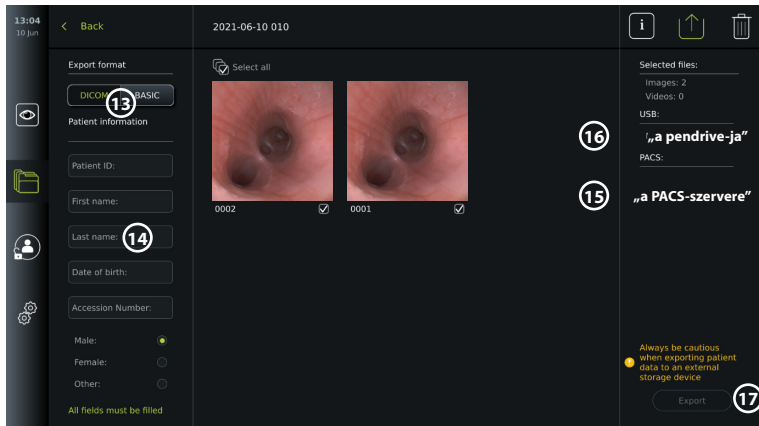 13:04
10 Jun
Back
2021-06-10 010
i
Export format
DICOM
13
BASIC
Patient information
Patient ID:
First name:
Last name:
14
Date of birth:
Accession Number:
Male:
Female:
Other:
All fields must be filled
Select all
0002
0001
Selected files:
Images: 2
Videos: 0
USB:
16
„a pendrive-ja”
PACS:
15
„a PACS-szervere”
!
Always be cautious
when exporting patient
data to an external
storage device
Export
17